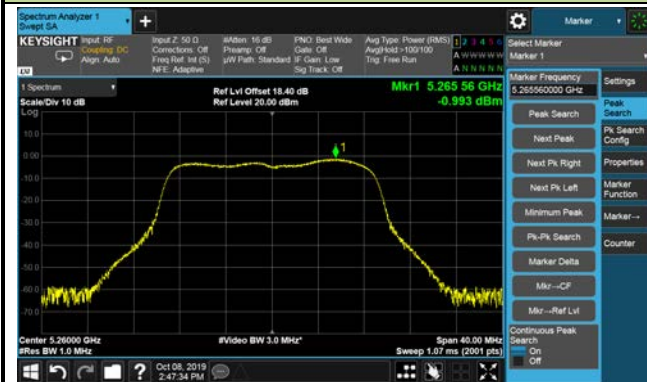 Spectrum Analyzer 1
Swept SA
+
Marker
KEYSIGHT
Input: RF
Coupling: DC
Align: Auto
Input Z: 50 Ω
Corrections: Off
Freq Ref: Int (S)
NFE: Adaptive
#Atten: 16 dB
Preamp: Off
µW Path: Standard
PNO: Best Wide
Gate: Off
IF Gain: Low
Sig Track: Off
Avg Type: Power (RMS)
Avg|Hold:>100/100
Trig: Free Run
1 2 3 4 5 6
A W W W W W
A N N N N N
Select Marker
Marker 1
1 Spectrum
Scale/Div 10 dB
Log
Ref Lvl Offset 18.40 dB
Ref Level 20.00 dBm
Mkr1 5.265 56 GHz
-0.993 dBm
10.0
0.00
-10.0
-20.0
-30.0
-40.0
-50.0
-60.0
-70.0
1
Center 5.26000 GHz
#Res BW 1.0 MHz
#Video BW 3.0 MHz*
Span 40.00 MHz
Sweep 1.07 ms (2001 pts)
Marker Frequency
5.265560000 GHz
Peak Search
Next Peak
Next Pk Right
Next Pk Left
Minimum Peak
Pk-Pk Search
Marker Delta
Mkr→CF
Mkr→Ref Lvl
Continuous Peak
Search
On
Off
Settings
Peak
Search
Pk Search
Config
Properties
Marker
Function
Marker→
Counter
?
Oct 08, 2019
2:47:34 PM